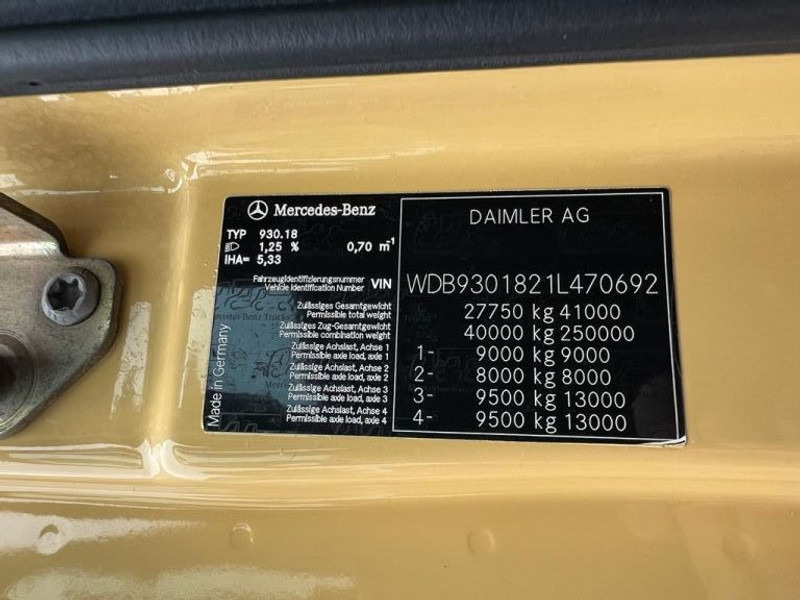 Mercedes-Benz
DAIMLER AG
TYP 930.18
1,25 % 0,70 m-1
IHA= 5,33
Fahrzeugidentifizierungsnummer
Vehicle Identification Number VIN WDB9301821L470692
Zulässiges Gesamtgewicht
Permissible total weight 27750 kg 41000
Zulässiges Zug-Gesamtgewicht
Permissible combination weight 40000 kg 250000
Zulässige Achslast, Achse 1
Permissible axle load, axle 1 1- 9000 kg 9000
Zulässige Achslast, Achse 2
Permissible axle load, axle 2 2- 8000 kg 8000
Zulässige Achslast, Achse 3
Permissible axle load, axle 3 3- 9500 kg 13000
Zulässige Achslast, Achse 4
Permissible axle load, axle 4 4- 9500 kg 13000
Made in Germany